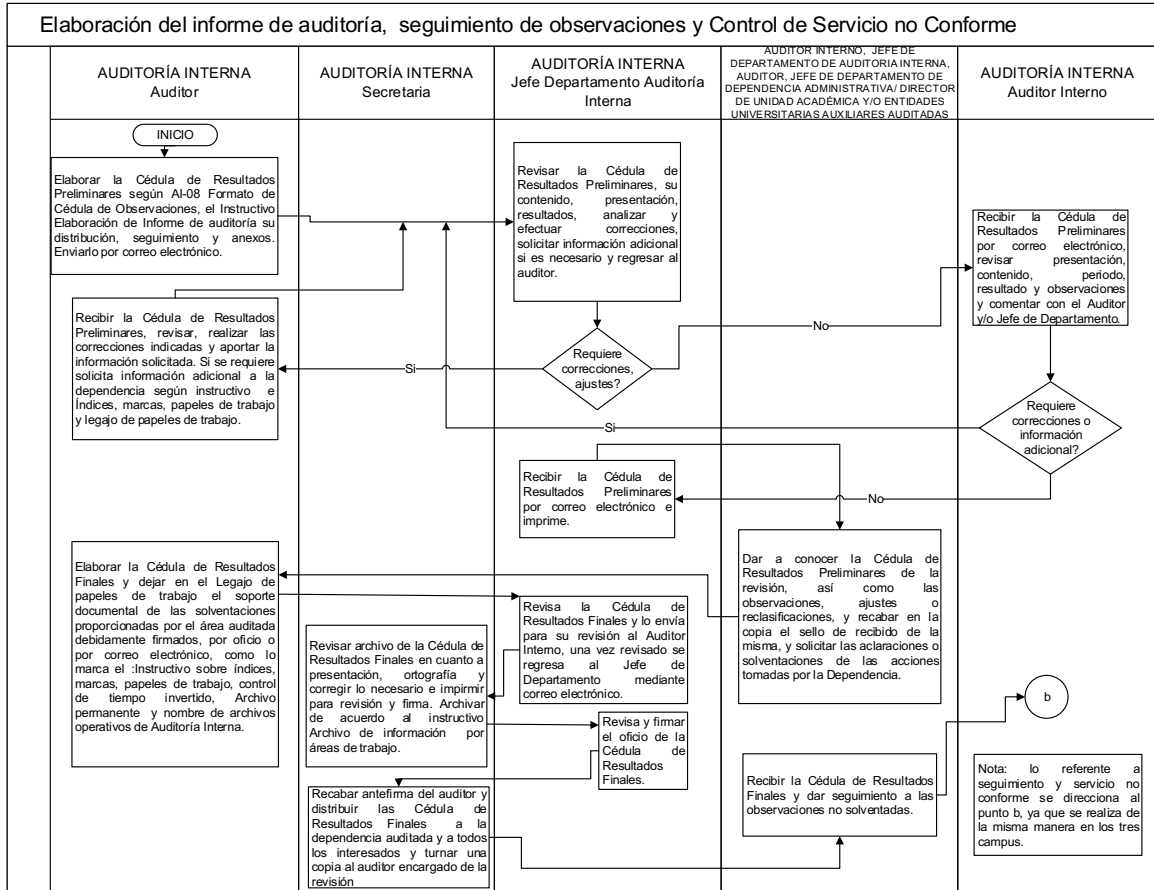 Elaboración del informe de auditoría, seguimiento de observaciones y Control de Servicio no Conforme
AUDITORÍA INTERNA
Auditor
AUDITORÍA INTERNA
Secretaria
AUDITORÍA INTERNA
Jefe Departamento Auditoría
Interna
AUDITOR INTERNO, JEFE DE
DEPARTAMENTO DE AUDITORIA INTERNA,
AUDITOR, JEFE DE DEPARTAMENTO DE
DEPENDENCIA ADMINISTRATIVA/ DIRECTOR
DE UNIDAD ACADÉMICA Y/O ENTIDADES
UNIVERSITARIAS AUXILIARES AUDITADAS
AUDITORÍA INTERNA
Auditor Interno
INICIO
Elaborar la Cédula de Resultados
Preliminares según AI-08 Formato de
Cédula de Observaciones, el Instructivo
Elaboración de Informe de auditoría su
distribución, seguimiento y anexos.
Enviarlo por correo electrónico.
Revisar la Cédula de
Resultados Preliminares, su
contenido, presentación,
resultados, analizar y
efectuar correcciones,
solicitar información adicional
si es necesario y regresar al
auditor.
Recibir la Cédula de
Resultados Preliminares
por correo electrónico,
revisar presentación,
contenido, periodo,
resultado y observaciones
y comentar con el Auditor
y/o Jefe de Departamento.
Recibir la Cédula de Resultados
Preliminares, revisar, realizar las
correcciones indicadas y aportar la
información solicitada. Si se requiere
solicita información adicional a la
dependencia según instructivo e
Índices, marcas, papeles de trabajo
y legajo de papeles de trabajo.
Si
Requiere
correcciones,
ajustes?
No
Si
Requiere
correcciones o
información
adicional?
Recibir la Cédula de
Resultados Preliminares
por correo electrónico e
imprime.
No
Elaborar la Cédula de Resultados
Finales y dejar en el Legajo de
papeles de trabajo el soporte
documental de las solventaciones
proporcionadas por el área auditada
debidamente firmados, por oficio o
por correo electrónico, como lo
marca el :Instructivo sobre índices,
marcas, papeles de trabajo, control
de tiempo invertido, Archivo
permanente y nombre de archivos
operativos de Auditoría Interna.
Dar a conocer la Cédula de
Resultados Preliminares de la
revisión, así como las
observaciones, ajustes o
reclasificaciones, y recabar en la
copia el sello de recibido de la
misma, y solicitar las aclaraciones o
solventaciones de las acciones
tomadas por la Dependencia.
Revisa la Cédula de
Resultados Finales y lo envía
para su revisión al Auditor
Interno, una vez revisado se
regresa al Jefe de
Departamento mediante
correo electrónico.
Revisar archivo de la Cédula de
Resultados Finales en cuanto a
presentación, ortografía y
corregir lo necesario e impirmir
para revisión y firma. Archivar
de acuerdo al instructivo
Archivo de información por
áreas de trabajo.
Revisa y firmar
el oficio de la
Cédula de
Resultados
Finales.
b
Recabar antefirma del auditor y
distribuir las Cédula de
Resultados Finales a la
dependencia auditada y a todos
los interesados y turnar una
copia al auditor encargado de la
revisión
Recibir la Cédula de Resultados
Finales y dar seguimiento a las
observaciones no solventadas.
Nota: lo referente a
seguimiento y servicio no
conforme se direcciona al
punto b, ya que se realiza de
la misma manera en los tres
campus.